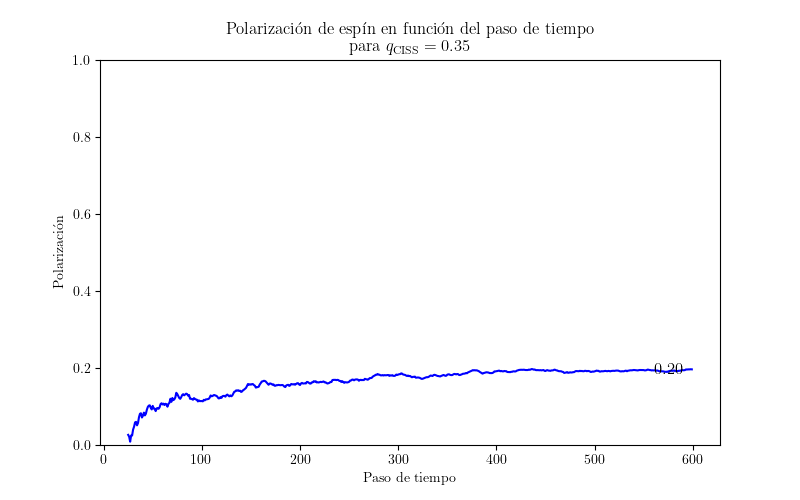 Polarización de espín en función del paso de tiempo
para q_CISS = 0.35
1.0
0.8
0.6
0.4
0.2
0.0
Polarización
0.20
0 100 200 300 400 500 600
Paso de tiempo